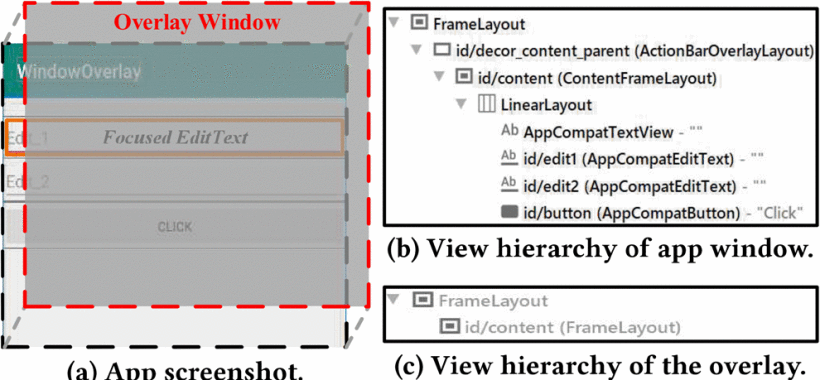 Overlay Window
WindowOverlay
Edit_1
Focused EditText
Edit_2
CLICK
(a) App screenshot.
FrameLayout
id/decor_content_parent (ActionBarOverlayLayout)
id/content (ContentFrameLayout)
LinearLayout
Ab AppCompatTextView - ""
Ab id/edit1 (AppCompatEditText) - ""
Ab id/edit2 (AppCompatEditText) - ""
id/button (AppCompatButton) - "Click"
(b) View hierarchy of app window.
FrameLayout
id/content (FrameLayout)
(c) View hierarchy of the overlay.